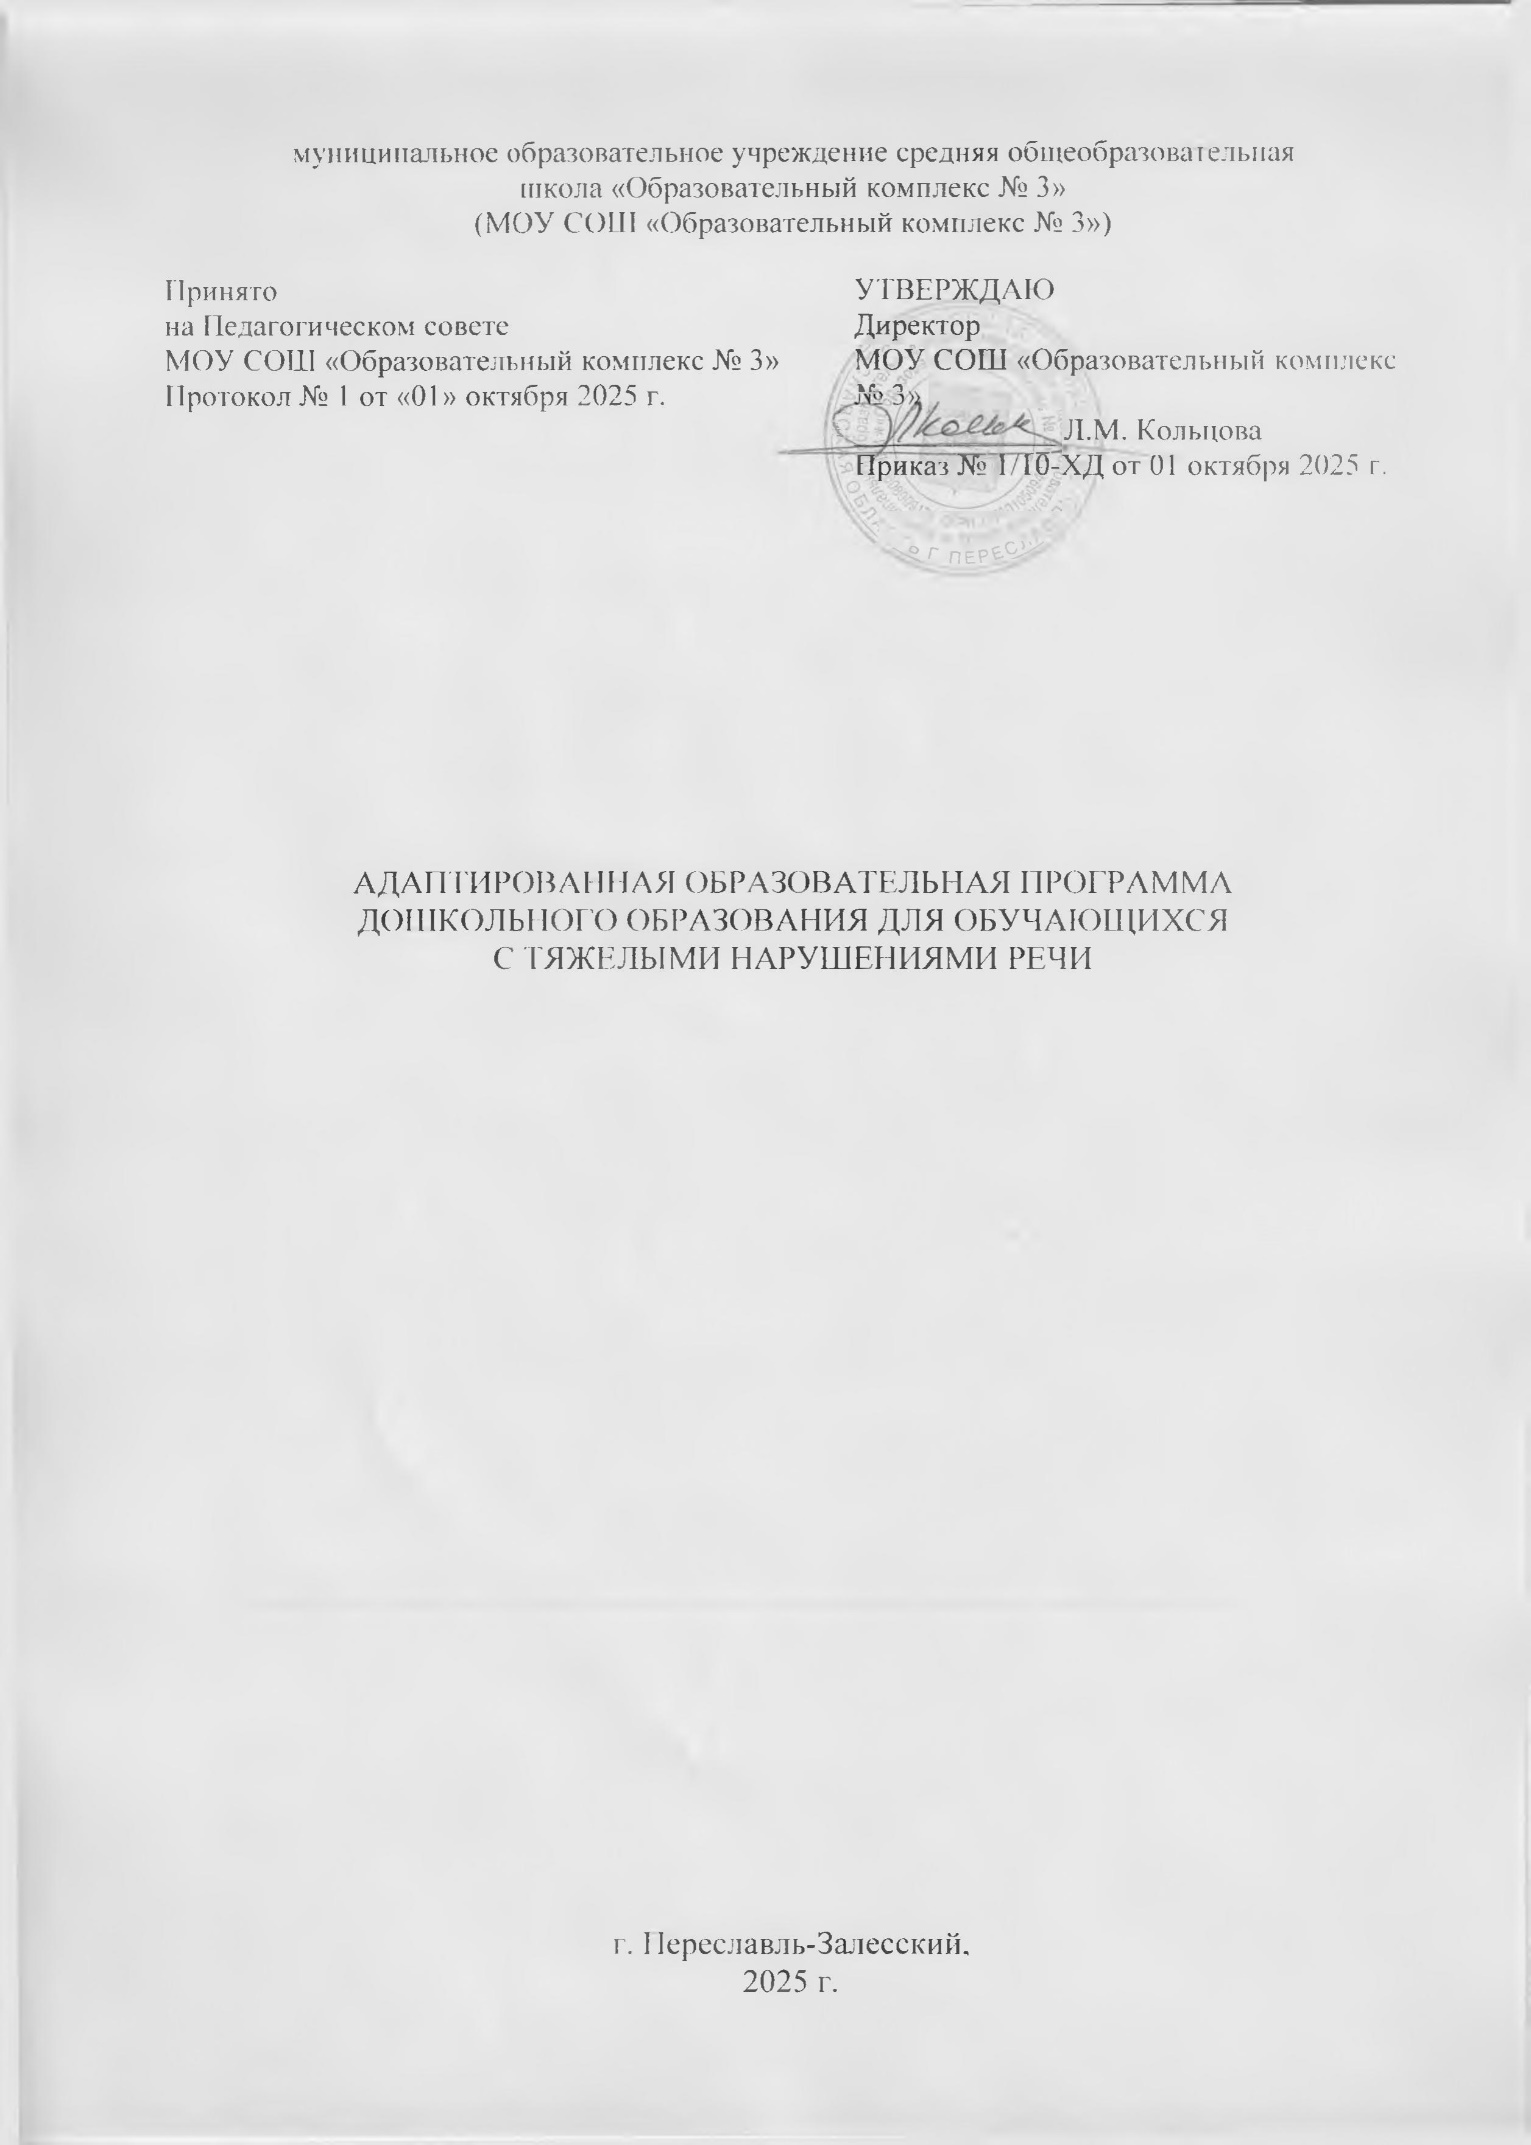 муниципальное образовательное учреждение средняя общеобразовательная
школа «Образовательный комплекс № 3»
(МОУ СОШ «Образовательный комплекс № 3»)
Принято
на Педагогическом совете
МОУ СОШ «Образовательный комплекс № 3»
Протокол № 1 от «01» октября 2025 г.
УТВЕРЖДАЮ
Директор
МОУ СОШ «Образовательный комплекс
№ 3»
Л.М. Кольцова
Приказ № 1/10-ХД от 01 октября 2025 г.
АДАПТИРОВАННАЯ ОБРАЗОВАТЕЛЬНАЯ ПРОГРАММА
ДОШКОЛЬНОГО ОБРАЗОВАНИЯ ДЛЯ ОБУЧАЮЩИХСЯ
С ТЯЖЕЛЫМИ НАРУШЕНИЯМИ РЕЧИ
г. Переславль-Залесский,
2025 г.